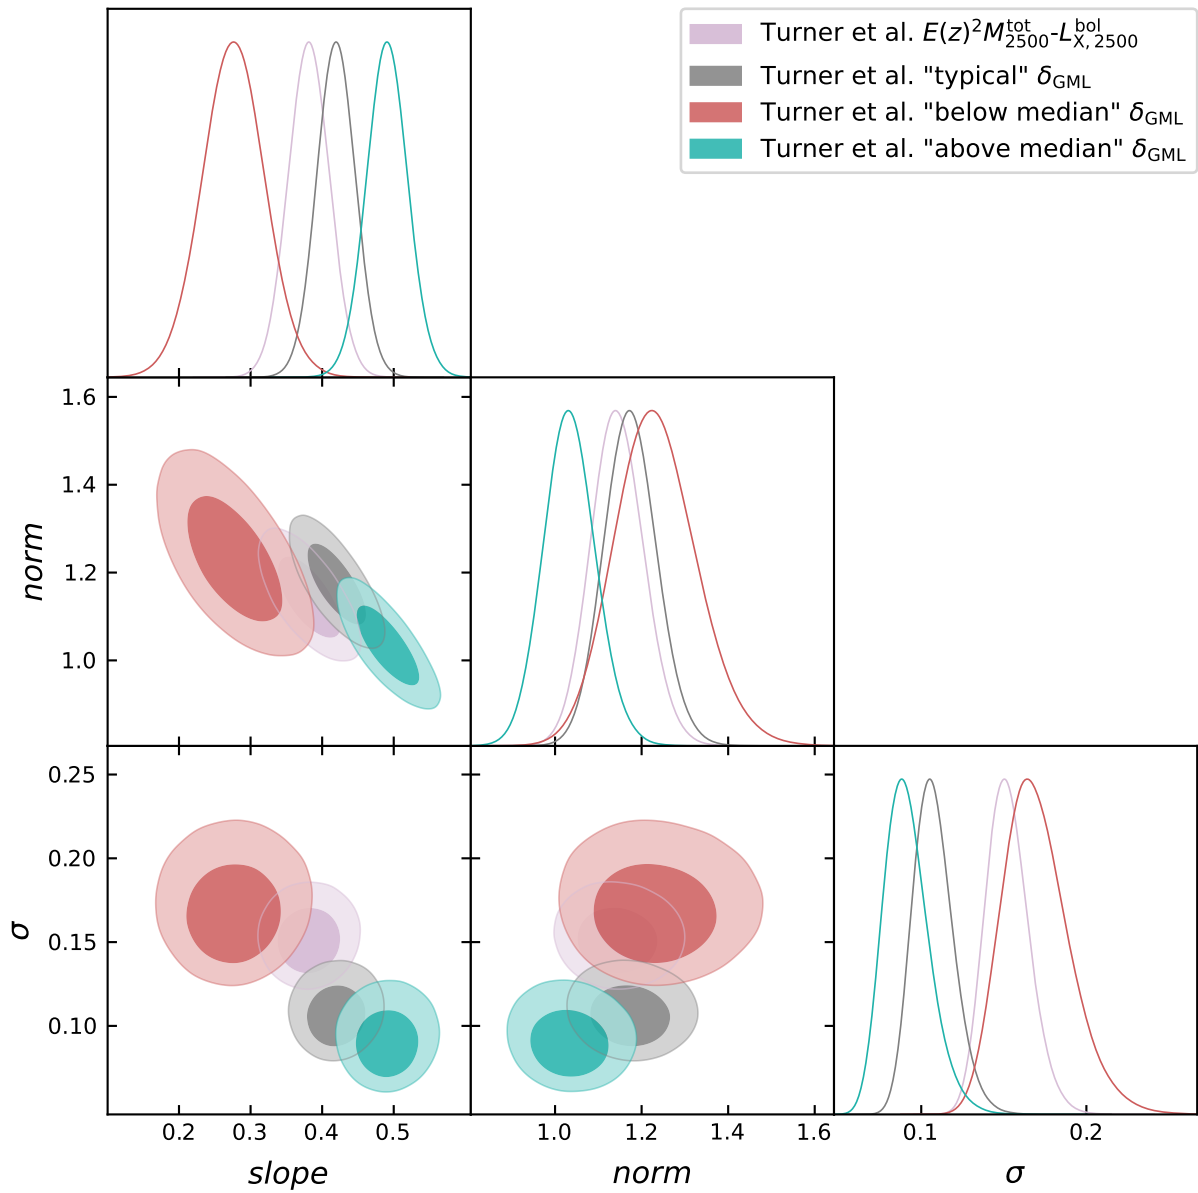 Turner et al. E(z)²M^tot_2500-L^bol_X, 2500
Turner et al. "typical" δ_GML
Turner et al. "below median" δ_GML
Turner et al. "above median" δ_GML
1.6
1.4
1.2
1.0
norm
0.25
0.20
0.15
0.10
σ
0.2 0.3 0.4 0.5
1.0 1.2 1.4 1.6
0.1 0.2
slope
norm
σ